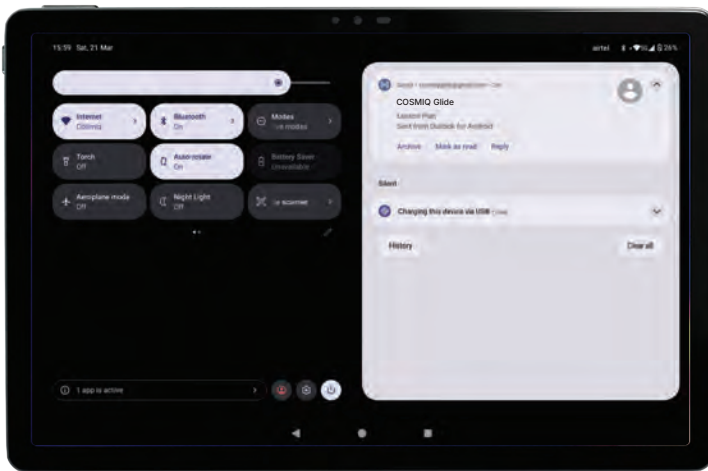 15:59 Sat, 21 Mar
airtel 26%
Internet
Bluetooth
On
Modes
Torch
Off
Auto-rotate
On
Battery Saver
Unavailable
Aeroplane mode
Off
Night Light
Off
scanner
1 app is active
COSMIQ Glide
Sent from Outlook for Android
Archive Mark as read Reply
Silent
Charging this device via USB
History Clear all